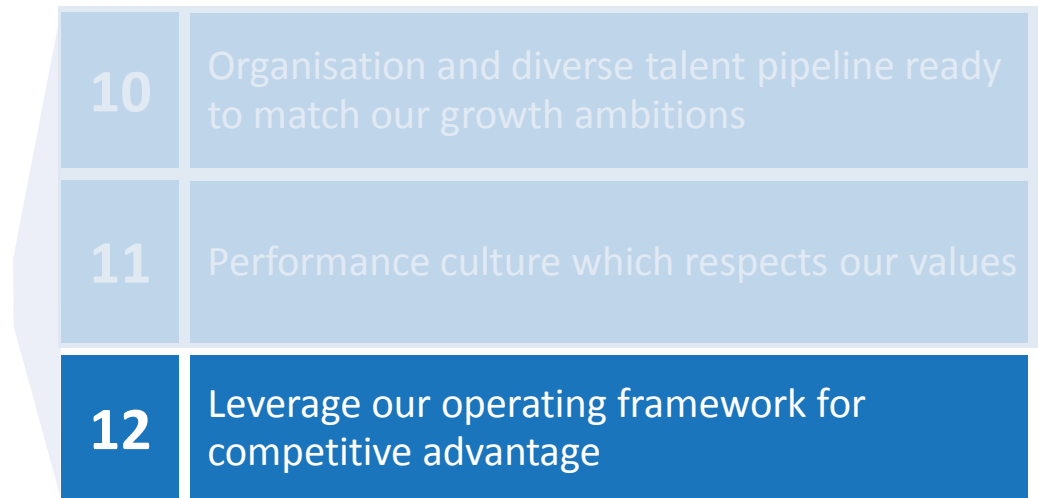 10
Organisation and diverse talent pipeline ready
to match our growth ambitions
11
Performance culture which respects our values
12
Leverage our operating framework for
competitive advantage